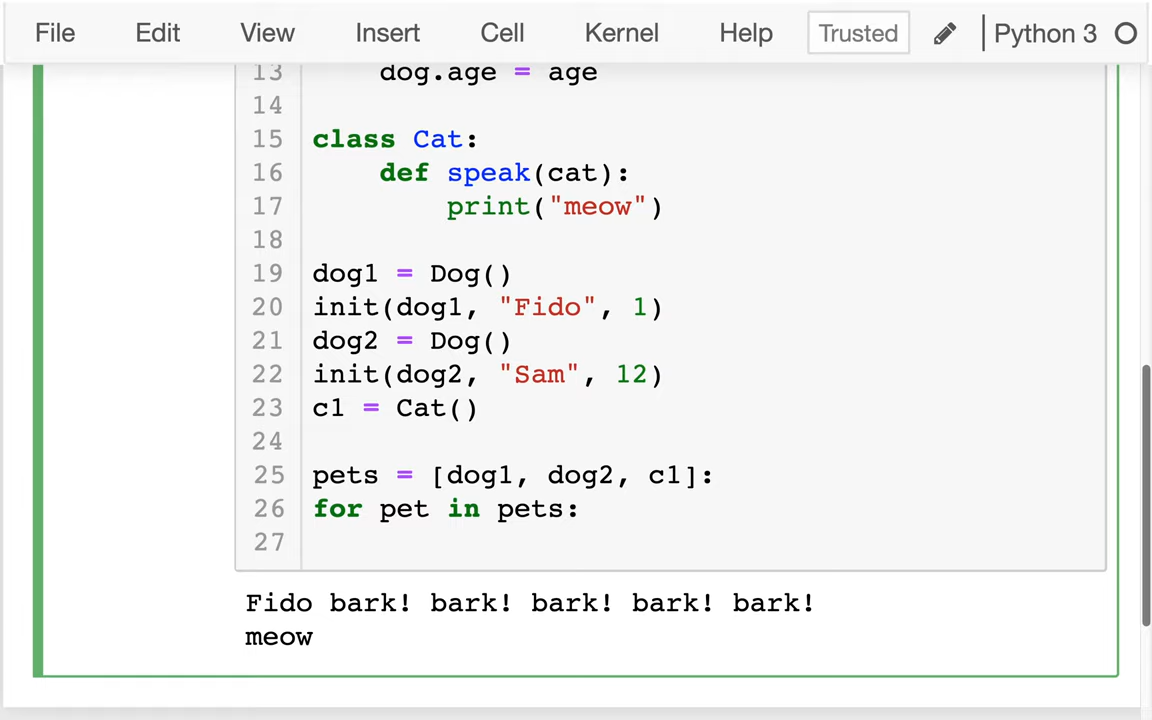 File Edit View Insert Cell Kernel Help Trusted Python 3
13 dog.age = age
14
15 class Cat:
16 def speak(cat):
17 print("meow")
18
19 dog1 = Dog()
20 init(dog1, "Fido", 1)
21 dog2 = Dog()
22 init(dog2, "Sam", 12)
23 c1 = Cat()
24
25 pets = [dog1, dog2, c1]:
26 for pet in pets:
27
Fido bark! bark! bark! bark! bark!
meow